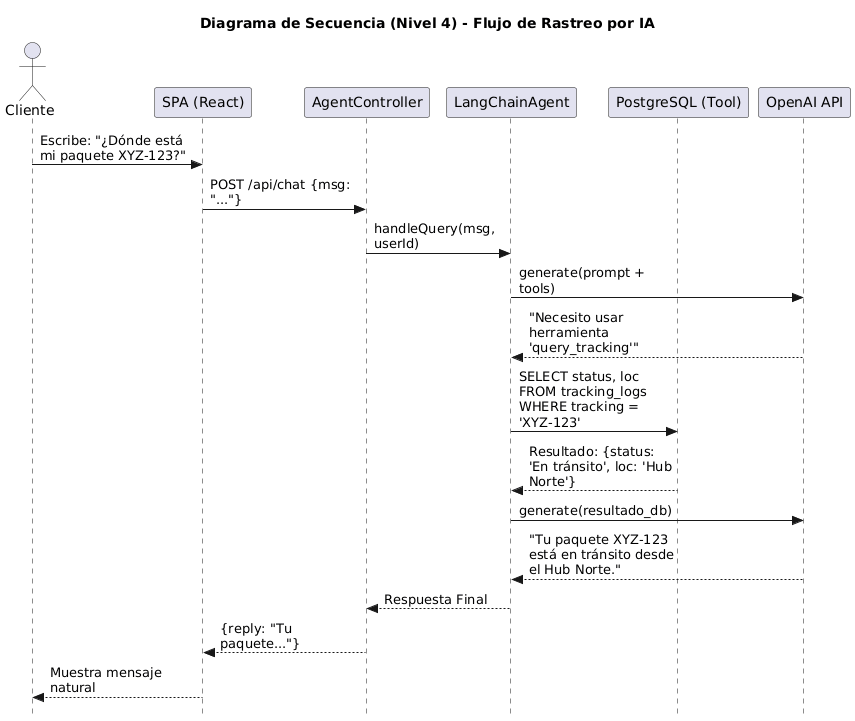 Diagrama de Secuencia (Nivel 4) - Flujo de Rastreo por IA
Cliente
SPA (React)
AgentController
LangChainAgent
PostgreSQL (Tool)
OpenAI API
Escribe: "¿Dónde está
mi paquete XYZ-123?"
POST /api/chat {msg:
"..."}
handleQuery(msg,
userId)
generate(prompt +
tools)
"Necesito usar
herramienta
'query_tracking'"
SELECT status, loc
FROM tracking_logs
WHERE tracking =
'XYZ-123'
Resultado: {status:
'En tránsito', loc: 'Hub
Norte'}
generate(resultado_db)
"Tu paquete XYZ-123
está en tránsito desde
el Hub Norte."
Respuesta Final
{reply: "Tu
paquete..."}
Muestra mensaje
natural